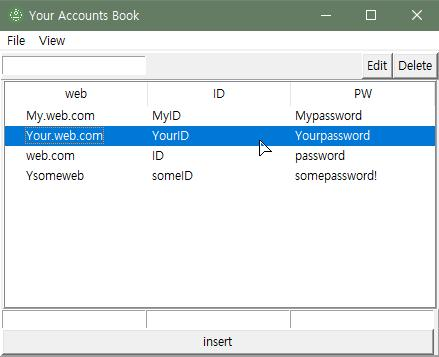 Your Accounts Book
File View
Edit Delete
web ID PW
My.web.com MyID Mypassword
Your.web.com YourID Yourpassword
web.com ID password
Ysomeweb someID somepassword!
insert